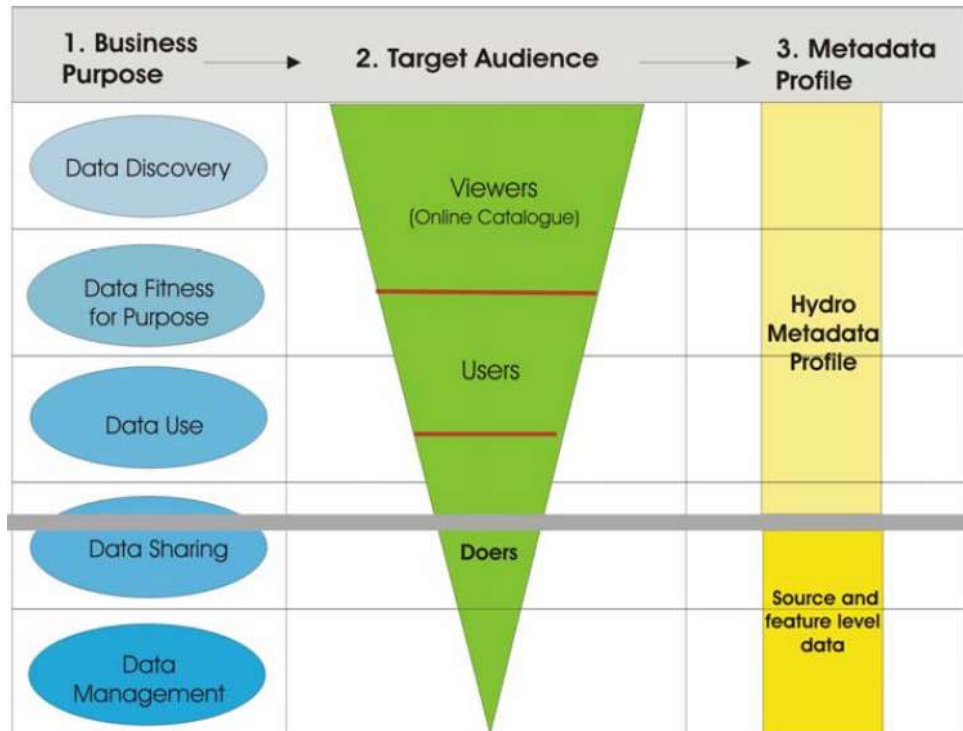 1. Business
Purpose
2. Target Audience
3. Metadata
Profile
Data Discovery
Data Fitness
for Purpose
Data Use
Data Sharing
Data
Management
Viewers
(Online Catalogue)
Users
Doers
Hydro
Metadata
Profile
Source and
feature level
data